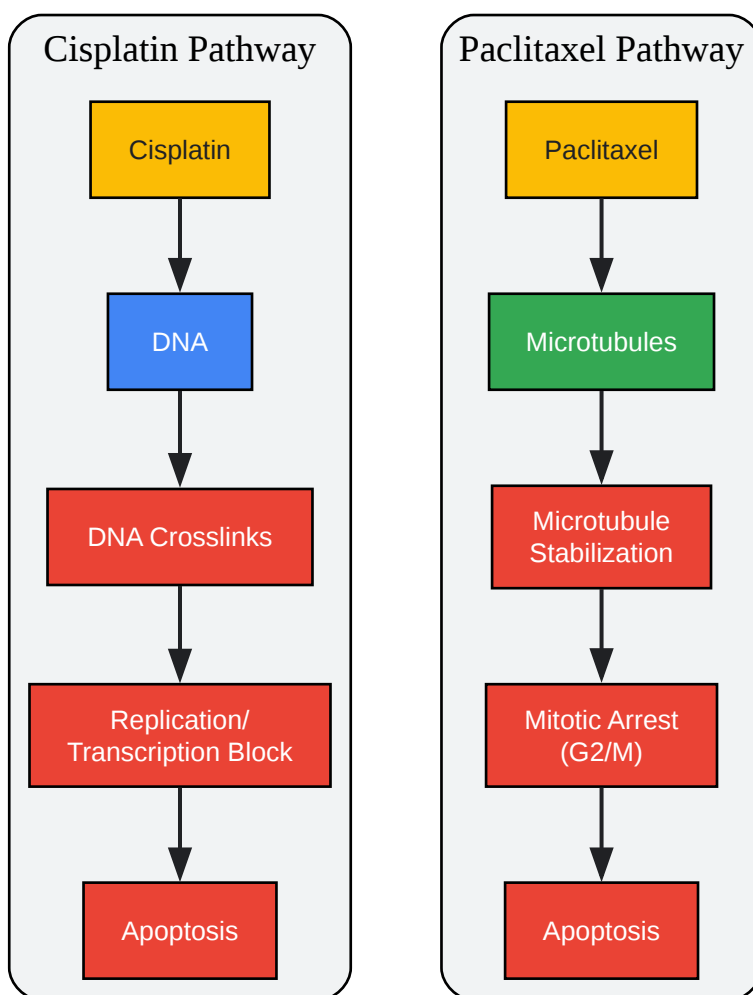 Cisplatin Pathway
Cisplatin
DNA
DNA Crosslinks
Replication/
Transcription Block
Apoptosis
Paclitaxel Pathway
Paclitaxel
Microtubules
Microtubule
Stabilization
Mitotic Arrest
(G2/M)
Apoptosis